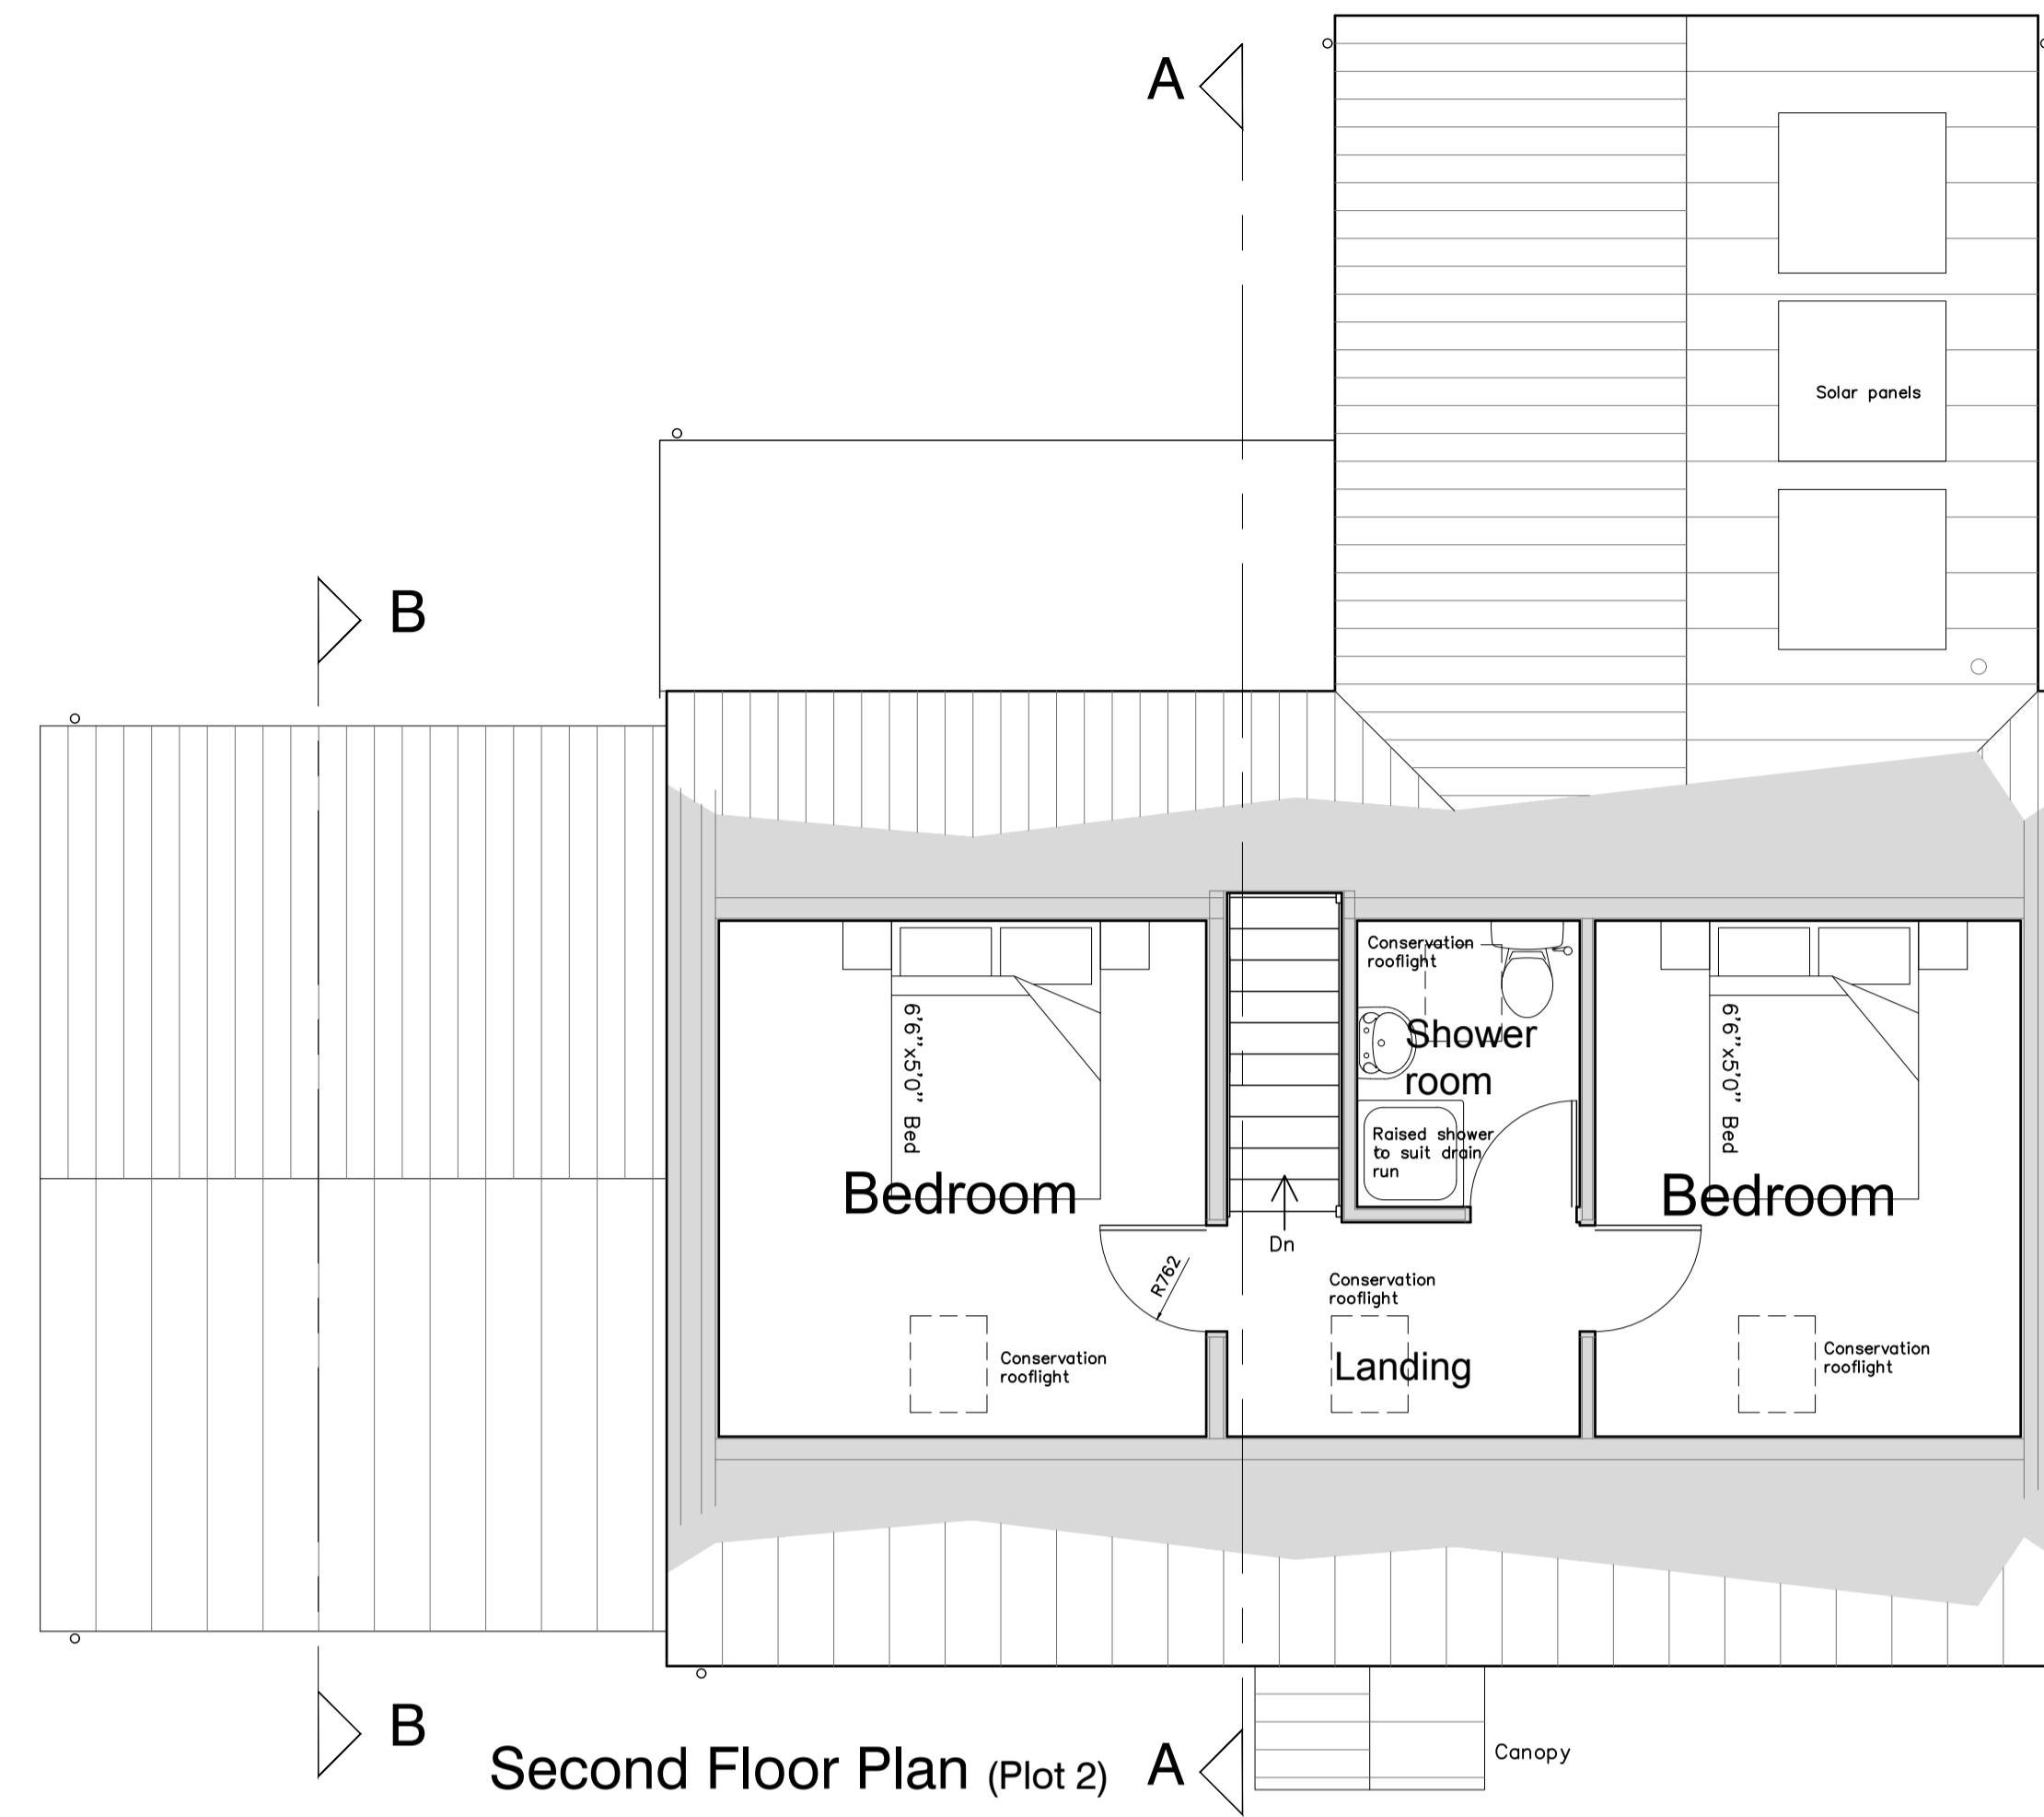 A
Solar panels
B
Conservation
rooflight
6'6"x5'0" Bed
Shower
room
6'6"x5'0" Bed
Raised shower
to suit drain
run
Bedroom
Bedroom
Dn
R762
Conservation
rooflight
Conservation
rooflight
Landing
Conservation
rooflight
B
Second Floor Plan (Plot 2)
A
Canopy